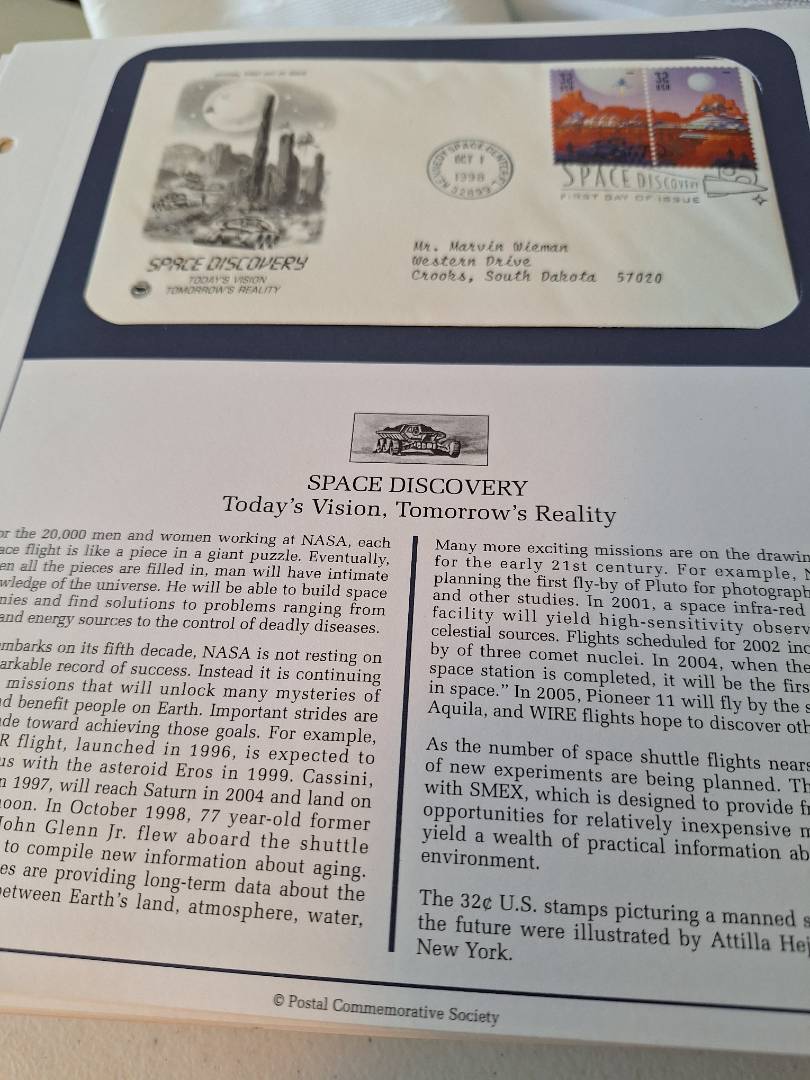 32
USA
32
USA
KENNEDY SPACE CENTER, FL
OCT 1
1998
32899
SPACE DISCOVERY
FIRST DAY OF ISSUE
SPACE DISCOVERY
TODAY'S VISION
TOMORROW'S REALITY
Mr. Marvin Wieman
Western Drive
Crooks, South Dakota 57020
SPACE DISCOVERY
Today's Vision, Tomorrow's Reality
or the 20,000 men and women working at NASA, each
ace flight is like a piece in a giant puzzle. Eventually,
en all the pieces are filled in, man will have intimate
wledge of the universe. He will be able to build space
nies and find solutions to problems ranging from
and energy sources to the control of deadly diseases.
embarks on its fifth decade, NASA is not resting on
arkable record of success. Instead it is continuing
missions that will unlock many mysteries of
d benefit people on Earth. Important strides are
de toward achieving those goals. For example,
R flight, launched in 1996, is expected to
us with the asteroid Eros in 1999. Cassini,
n 1997, will reach Saturn in 2004 and land on
oon. In October 1998, 77 year-old former
John Glenn Jr. flew aboard the shuttle
to compile new information about aging.
es are providing long-term data about the
between Earth's land, atmosphere, water,
Many more exciting missions are on the drawin
for the early 21st century. For example, N
planning the first fly-by of Pluto for photograph
and other studies. In 2001, a space infra-red
facility will yield high-sensitivity observ
celestial sources. Flights scheduled for 2002 inc
by of three comet nuclei. In 2004, when the
space station is completed, it will be the firs
in space." In 2005, Pioneer 11 will fly by the s
Aquila, and WIRE flights hope to discover oth
As the number of space shuttle flights nears
of new experiments are being planned. Th
with SMEX, which is designed to provide fr
opportunities for relatively inexpensive m
yield a wealth of practical information ab
environment.
The 32¢ U.S. stamps picturing a manned s
the future were illustrated by Attilla Hej
New York.
© Postal Commemorative Society